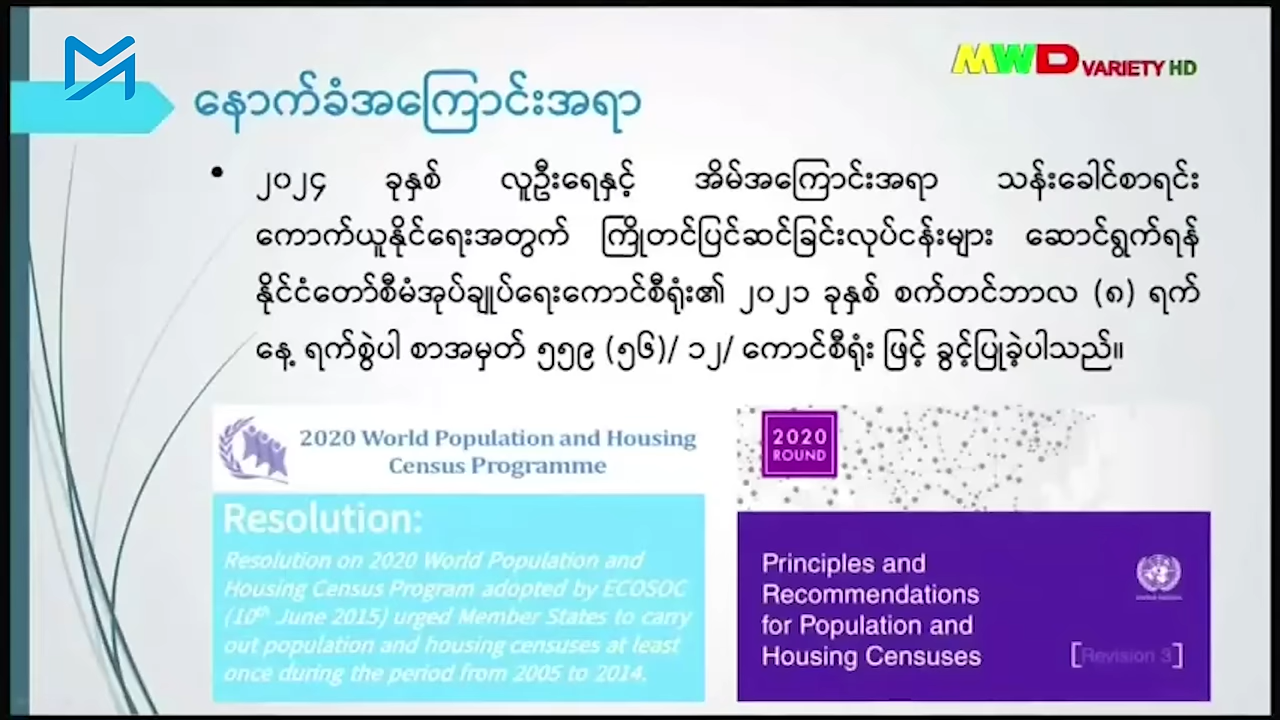 MWD VARIETY HD
နောက်ခံအကြောင်းအရာ
• ၂၀၂၄ ခုနှစ် လူဦးရေနှင့် အိမ်အကြောင်းအရာ သန်းခေါင်စာရင်း
ကောက်ယူနိုင်ရေးအတွက် ကြိုတင်ပြင်ဆင်ခြင်းလုပ်ငန်းများ ဆောင်ရွက်ရန်
နိုင်ငံတော်စီမံအုပ်ချုပ်ရေးကောင်စီရုံး၏ ၂၀၂၁ ခုနှစ် စက်တင်ဘာလ (၈) ရက်
နေ့ ရက်စွဲပါ စာအမှတ် ၅၅၉ (၅၆)/ ၁၂/ ကောင်စီရုံး ဖြင့် ခွင့်ပြုခဲ့ပါသည်။
2020 World Population and Housing
Census Programme
Resolution:
Resolution on 2020 World Population and
Housing Census Program adopted by ECOSOC
(10th June 2015) urged Member States to carry
out population and housing censuses at least
once during the period from 2005 to 2014.
2020
ROUND
Principles and
Recommendations
for Population and
Housing Censuses
[Revision 3]